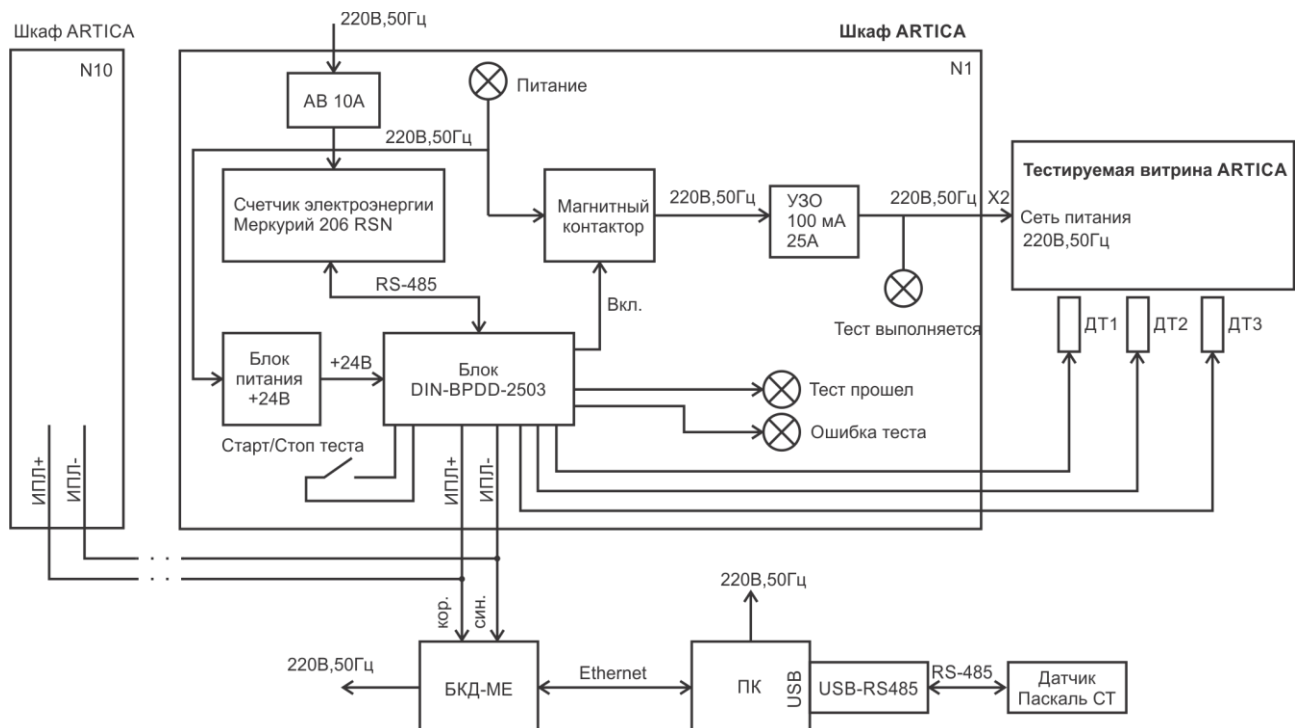 Шкаф ARTICA
N10
220В,50Гц
Шкаф ARTICA
N1
АВ 10А
Питание
220В,50Гц
Счетчик электроэнергии
Меркурий 206 RSN
Магнитный
контактор
220В,50Гц
УЗО
100 мА
25А
220В,50Гц
X2
Тестируемая витрина ARTICA
Сеть питания
220В,50Гц
RS-485
Вкл.
Тест выполняется
ДТ1
ДТ2
ДТ3
Блок
питания
+24В
+24В
Блок
DIN-BPDD-2503
Тест прошел
Ошибка теста
Старт/Стоп теста
ИПЛ+
ИПЛ-
ИПЛ+
ИПЛ-
кор.
син.
220В,50Гц
220В,50Гц
БКД-МЕ
Ethernet
ПК
USB
USB-RS485
RS-485
Датчик
Паскаль СТ